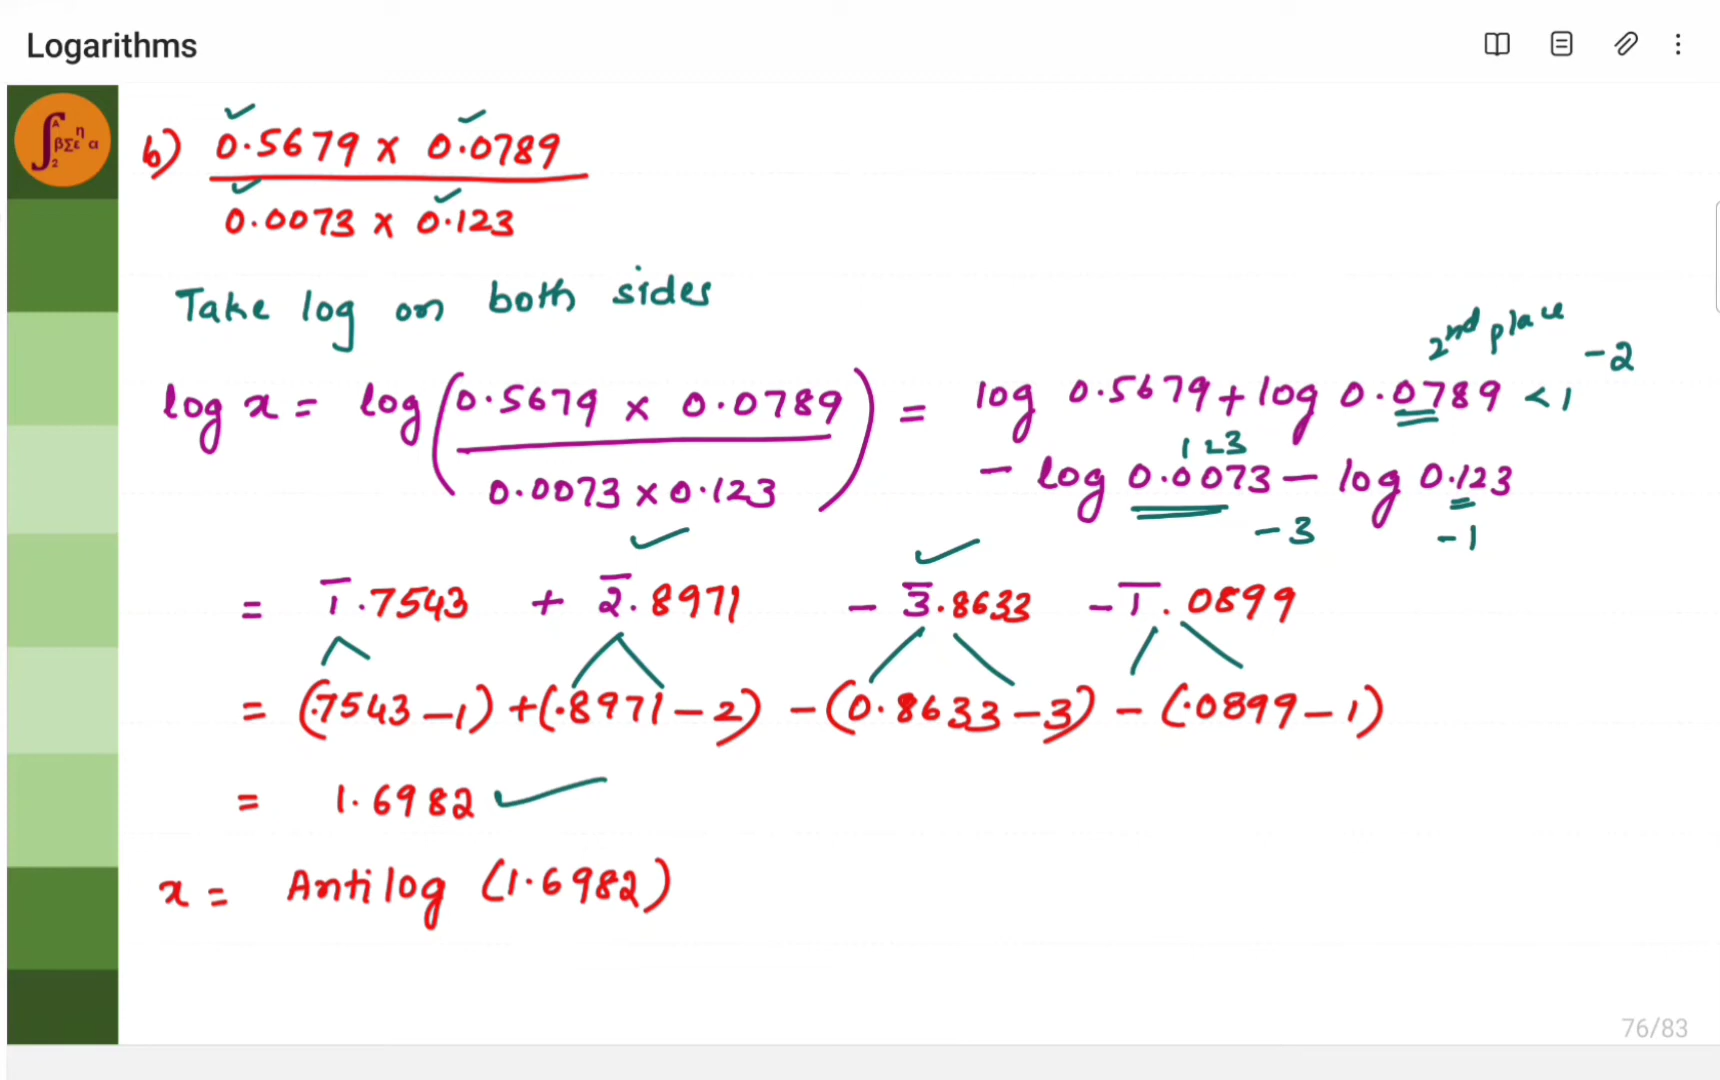 Logarithms
b) 0.5679 x 0.0789
0.0073 x 0.123
Take log on both sides
2nd place
-2
log x = log (0.5679 x 0.0789 / 0.0073 x 0.123) = log 0.5679 + log 0.0789 < 1
1 2 3
- log 0.0073 - log 0.123
-3 -1
= 1̅.7543 + 2̅.8971 - 3̅.8633 - 1̅.0899
= (.7543 - 1) + (.8971 - 2) - (0.8633 - 3) - (.0899 - 1)
= 1.6982
x = Antilog (1.6982)
76/83